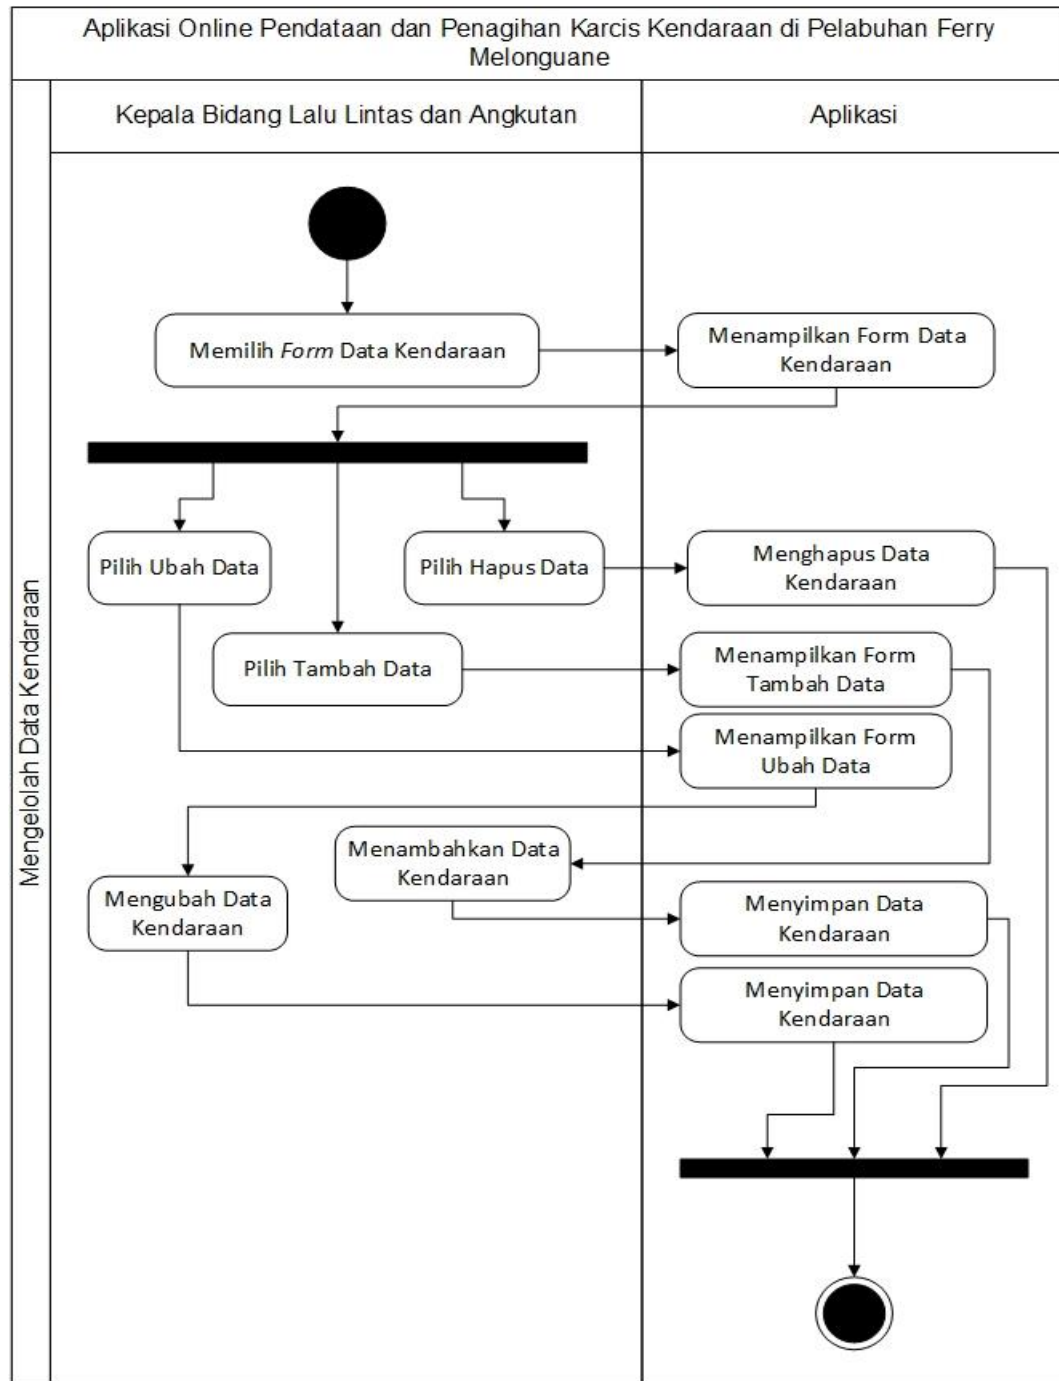 Aplikasi Online Pendataan dan Penagihan Karcis Kendaraan di Pelabuhan Ferry
Melonguane
Kepala Bidang Lalu Lintas dan Angkutan
Aplikasi
Mengelolah Data Kendaraan
Memilih Form Data Kendaraan
Menampilkan Form Data
Kendaraan
Pilih Ubah Data
Pilih Hapus Data
Menghapus Data
Kendaraan
Pilih Tambah Data
Menampilkan Form
Tambah Data
Menampilkan Form
Ubah Data
Menambahkan Data
Kendaraan
Mengubah Data
Kendaraan
Menyimpan Data
Kendaraan
Menyimpan Data
Kendaraan